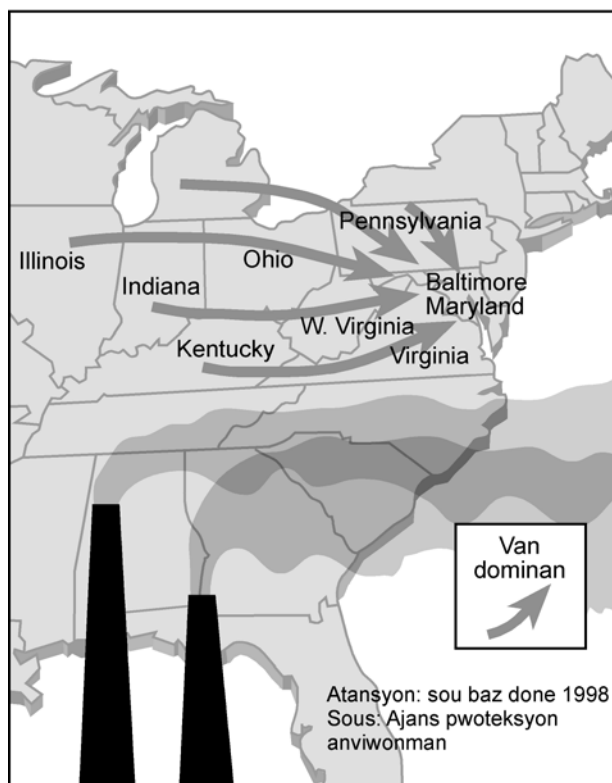 Pennsylvania
Illinois
Ohio
Indiana
Baltimore
Maryland
W. Virginia
Kentucky
Virginia
Van
dominan
Atansyon: sou baz done 1998
Sous: Ajans pwoteksyon
anviwonman